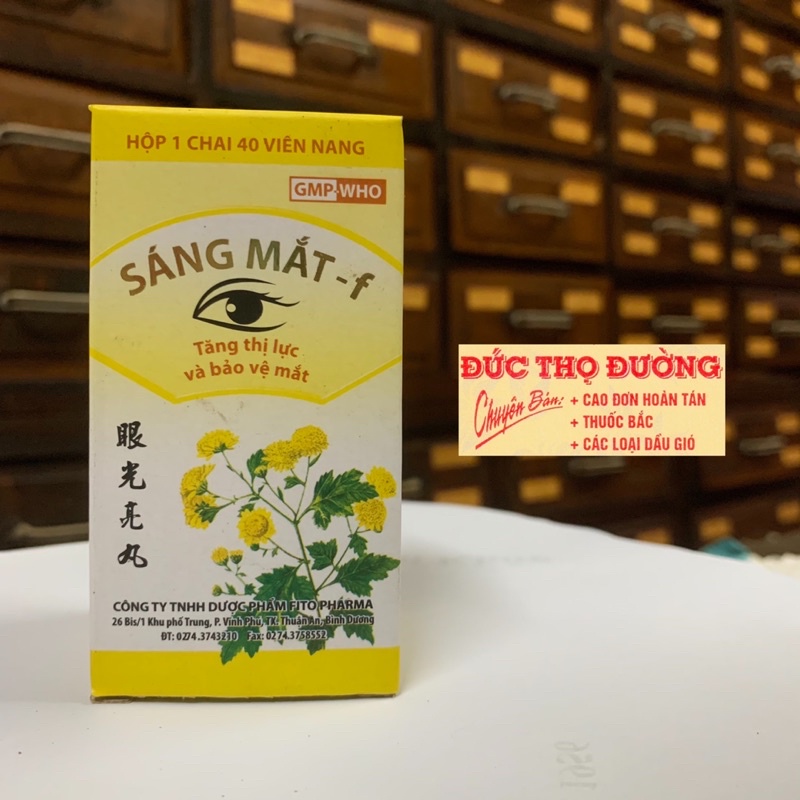 HỘP 1 CHAI 40 VIÊN NANG
GMP-WHO
SÁNG MẮT-f
Tăng thị lực
và bảo vệ mắt
眼光亮丸
CÔNG TY TNHH DƯỢC PHẨM FITO PHARMA
26 Bis/1 Khu phố Trung, P. Vĩnh Phú, TX. Thuận An, Bình Dương
ĐT: 0274.3743210 Fax: 0274.3758552
ĐỨC THỌ ĐƯỜNG
Chuyên Bán:
+ CAO ĐƠN HOÀN TÁN
+ THUỐC BẮC
+ CÁC LOẠI DẦU GIÓ